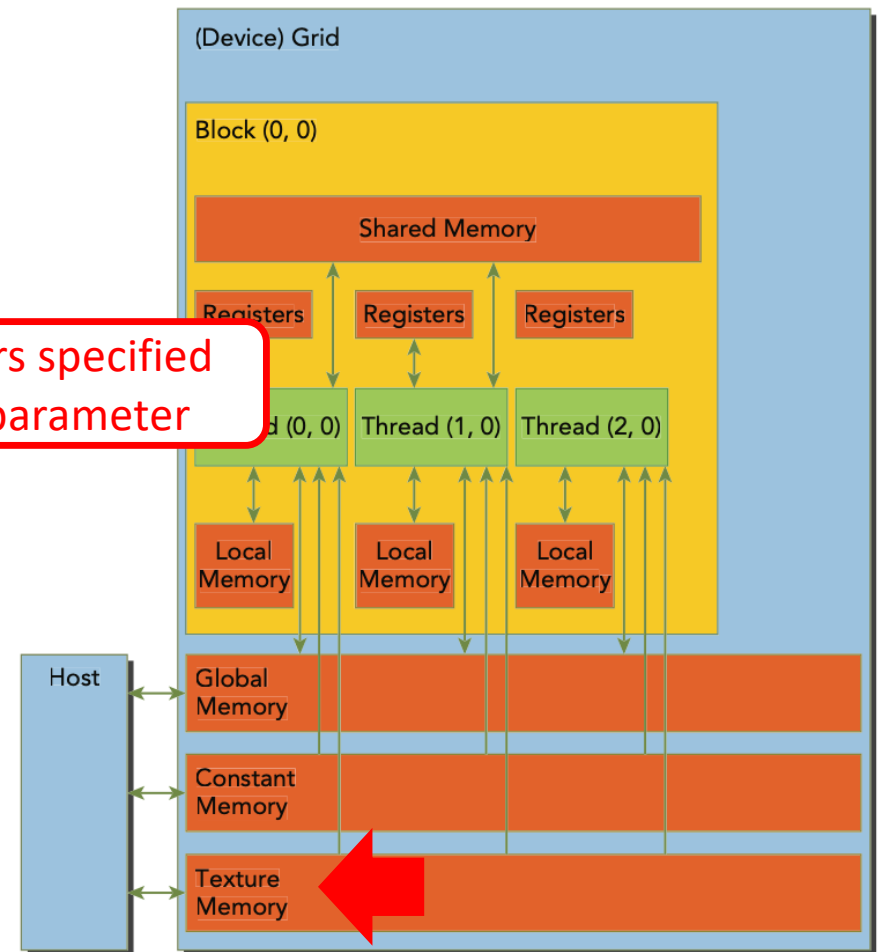 (Device) Grid
Block (0, 0)
Shared Memory
Registers Registers Registers
rs specified
parameter
d (0, 0) Thread (1, 0) Thread (2, 0)
Local Local Local
Memory Memory Memory
Host Global
Memory
Constant
Memory
Texture
Memory